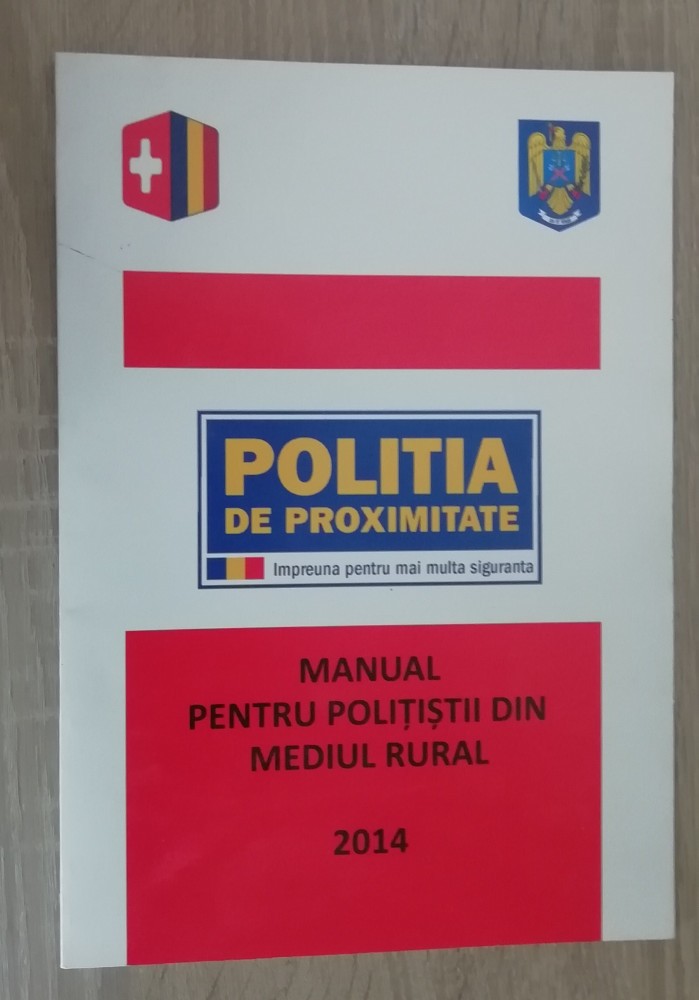 POLITIA
DE PROXIMITATE
Impreuna pentru mai multa siguranta
MANUAL
PENTRU POLIȚIȘTII DIN
MEDIUL RURAL
2014